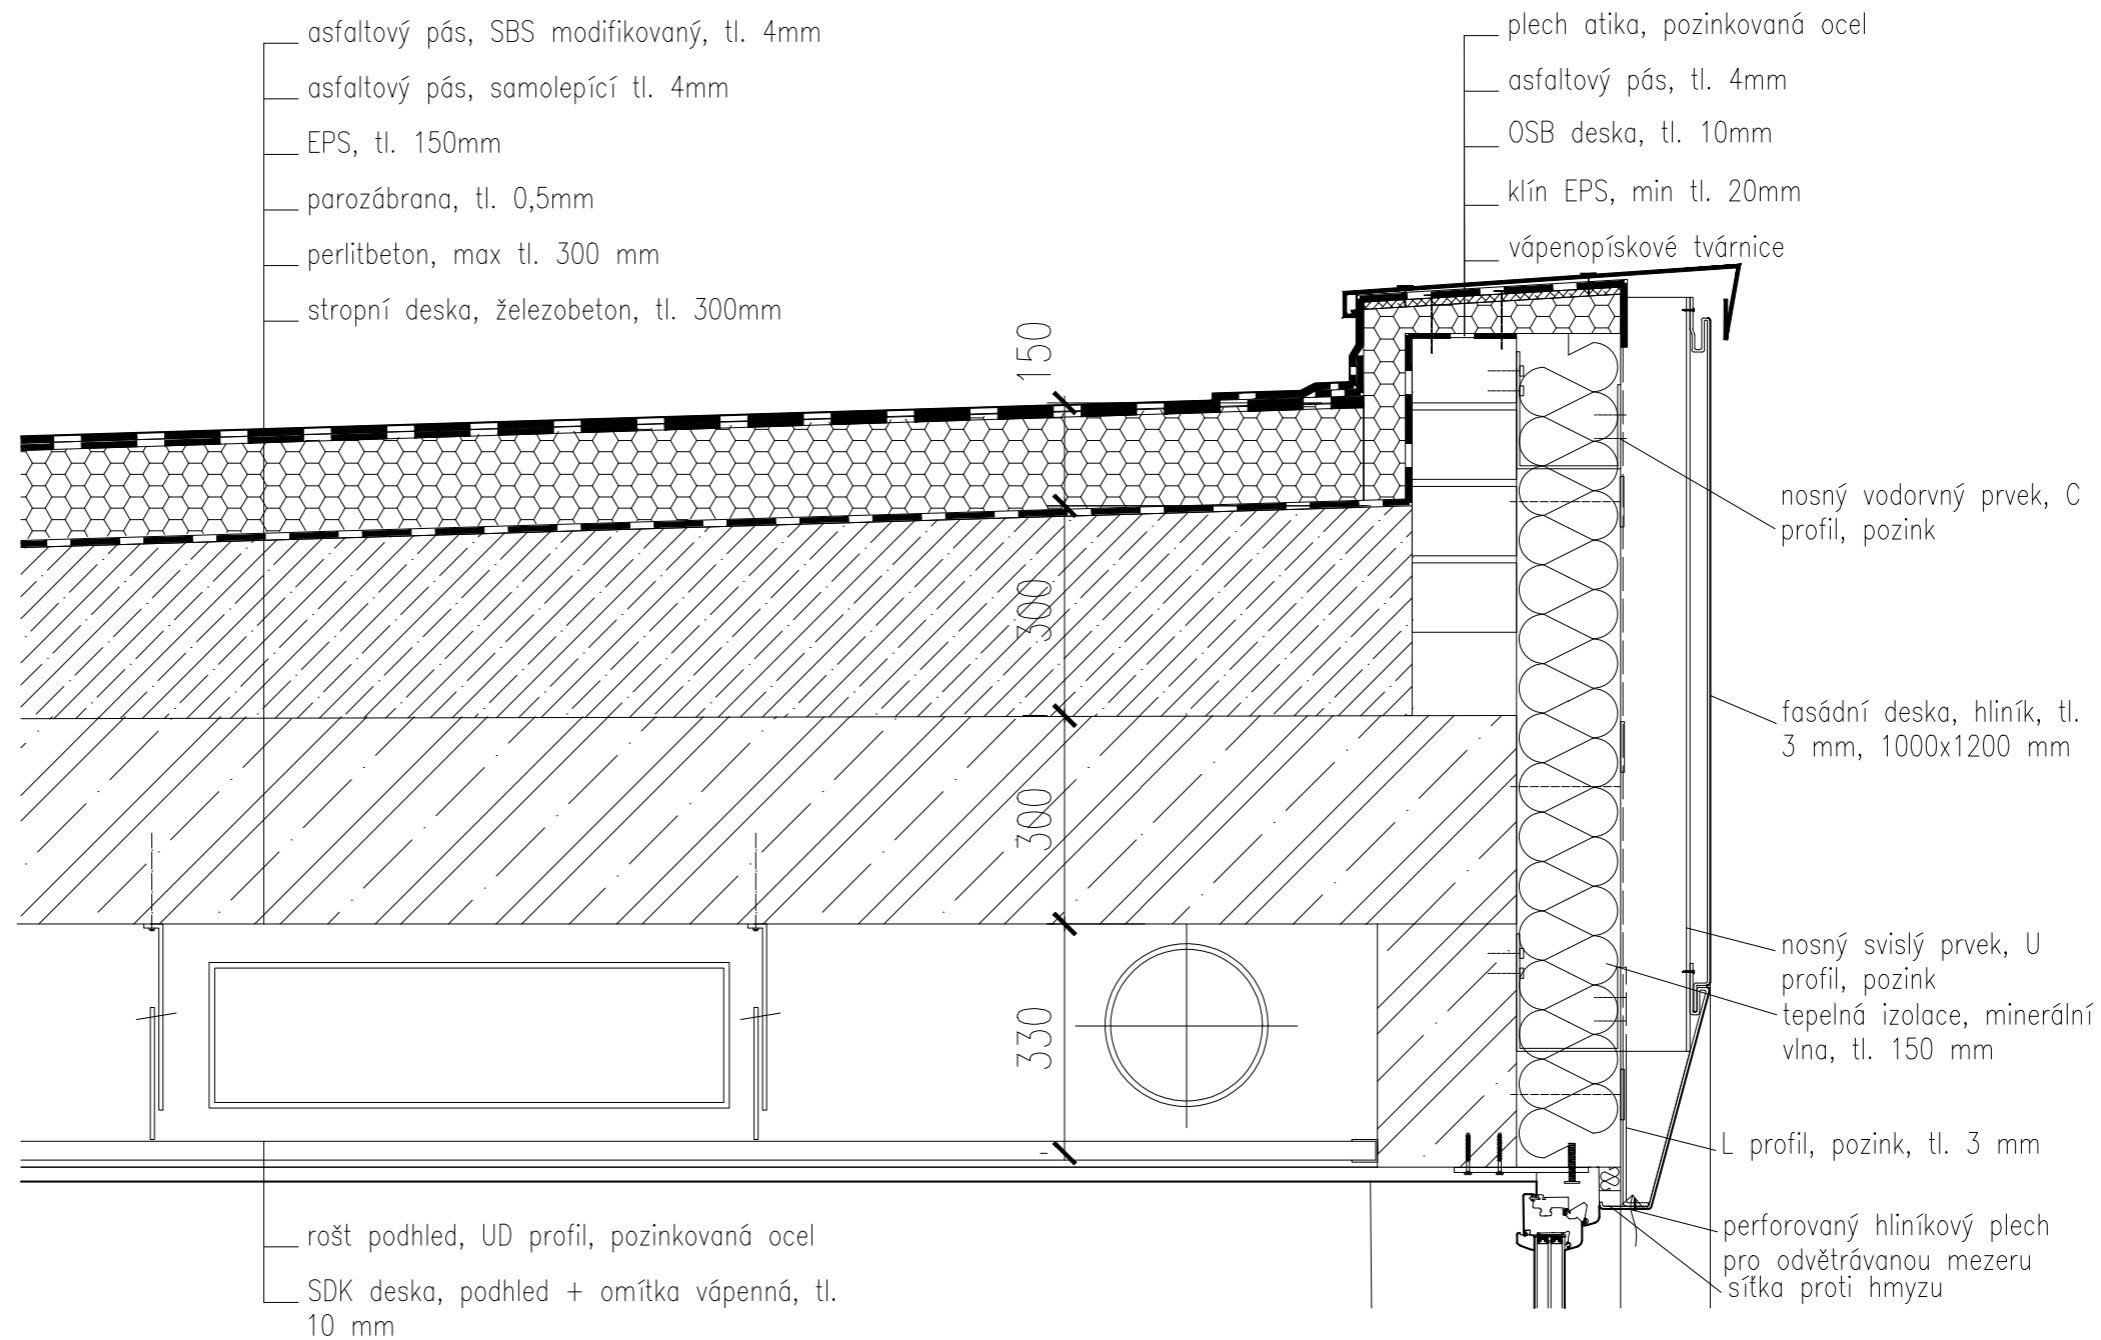 asfaltový pás, SBS modifikovaný, tl. 4mm
asfaltový pás, samolepící tl. 4mm
EPS, tl. 150mm
parozábrana, tl. 0,5mm
perlitbeton, max tl. 300 mm
stropní deska, železobeton, tl. 300mm
plech atika, pozinkovaná ocel
asfaltový pás, tl. 4mm
OSB deska, tl. 10mm
klín EPS, min tl. 20mm
vápenopískové tvárnice
150
300
300
330
nosný vodorvný prvek, C
profil, pozink
fasádní deska, hliník, tl.
3 mm, 1000x1200 mm
nosný svislý prvek, U
profil, pozink
tepelná izolace, minerální
vlna, tl. 150 mm
L profil, pozink, tl. 3 mm
perforovaný hliníkový plech
pro odvětrávanou mezeru
síťka proti hmyzu
rošt podhled, UD profil, pozinkovaná ocel
SDK deska, podhled + omítka vápenná, tl.
10 mm